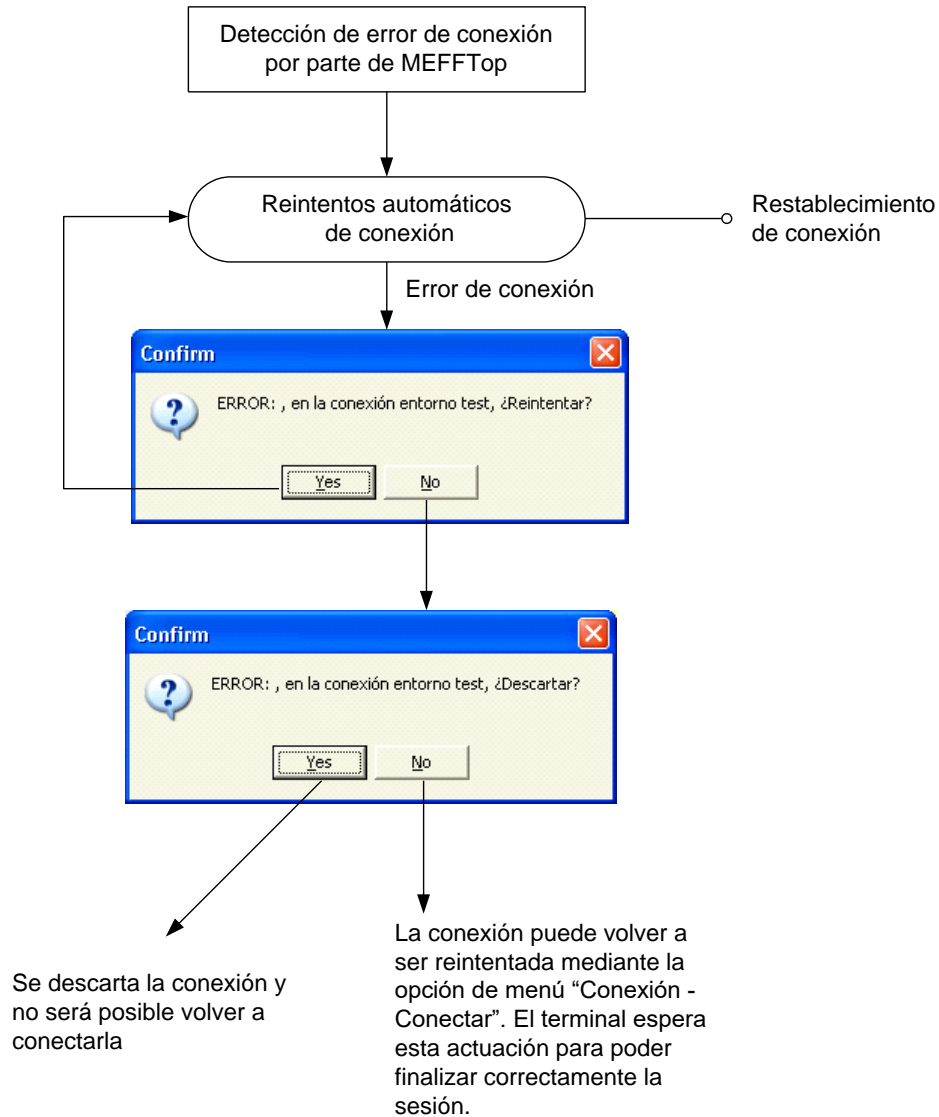 Detección de error de conexión
por parte de MEFFTop
Reintentos automáticos
de conexión
Restablecimiento
de conexión
Error de conexión
Confirm
ERROR: , en la conexión entorno test, ¿Reintentar?
Yes
No
Confirm
ERROR: , en la conexión entorno test, ¿Descartar?
Yes
No
Se descarta la conexión y
no será posible volver a
conectarla
La conexión puede volver a
ser reintentada mediante la
opción de menú “Conexión -
Conectar”. El terminal espera
esta actuación para poder
finalizar correctamente la
sesión.